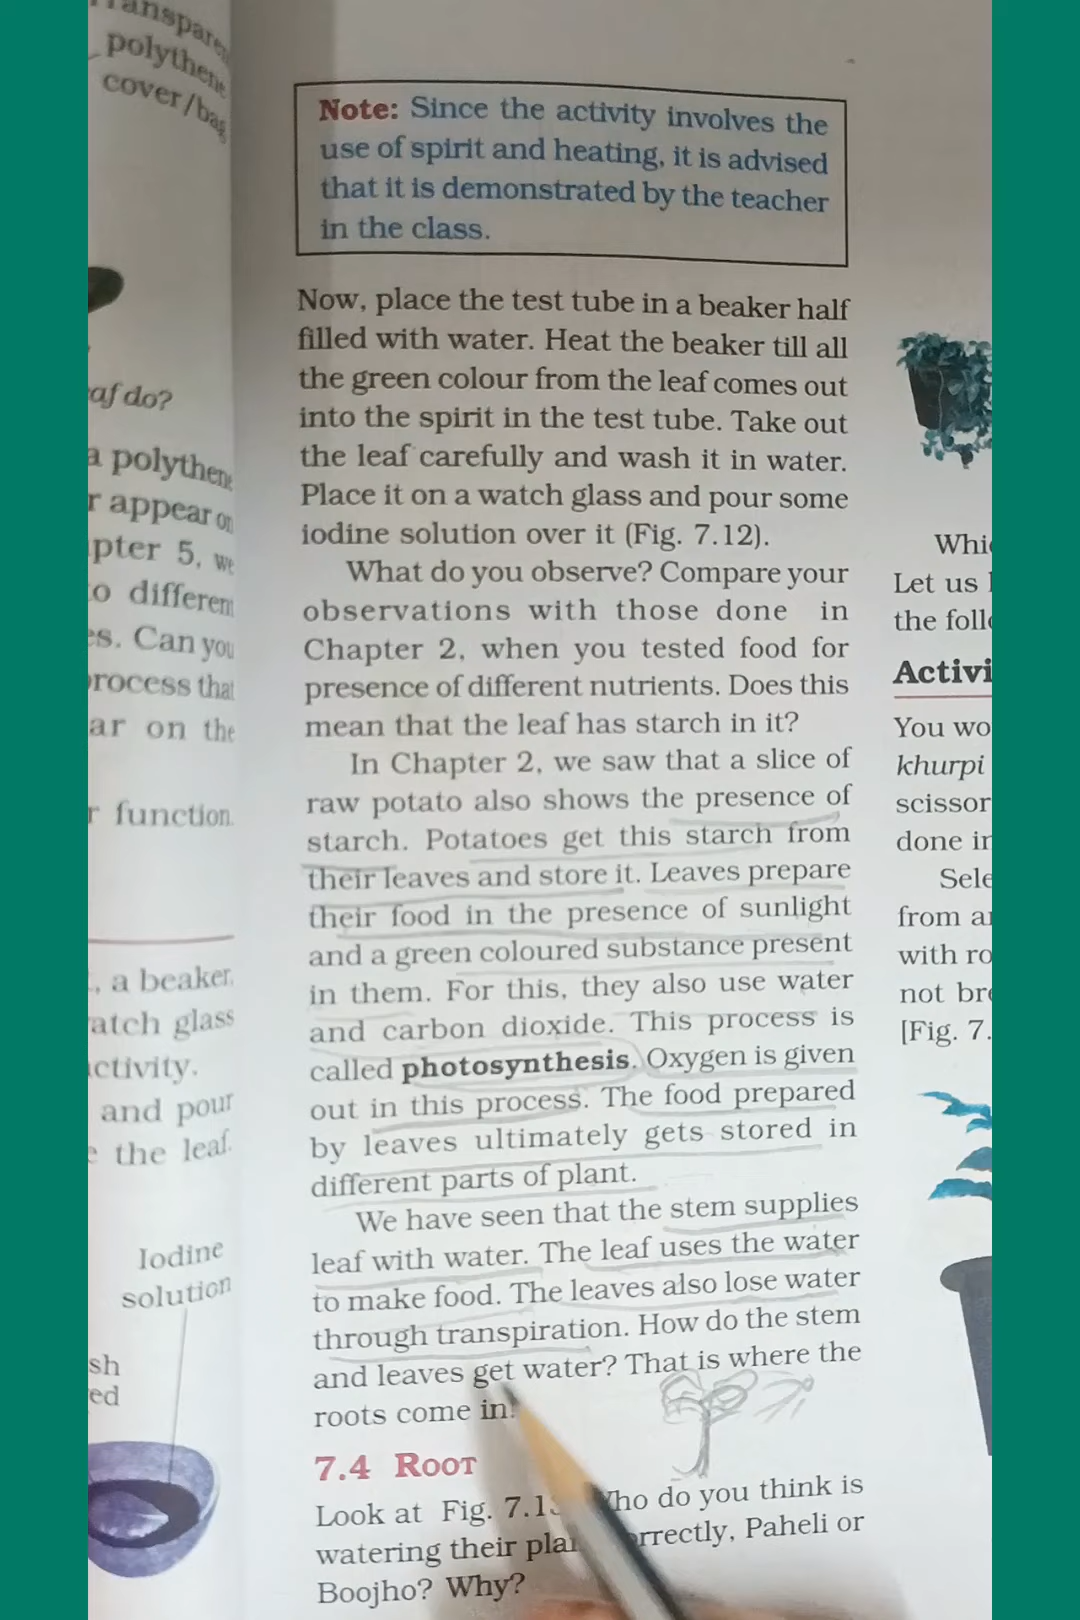 polythene
cover/bag
af do?
a polythene
r appear on
pter 5, we
to different
es. Can you
process that
ar on the
r function.
, a beaker,
atch glass
activity.
and pour
the leaf.
Iodine
solution
sh
ed
Note: Since the activity involves the
use of spirit and heating, it is advised
that it is demonstrated by the teacher
in the class.
Now, place the test tube in a beaker half
filled with water. Heat the beaker till all
the green colour from the leaf comes out
into the spirit in the test tube. Take out
the leaf carefully and wash it in water.
Place it on a watch glass and pour some
iodine solution over it (Fig. 7.12).
What do you observe? Compare your
observations with those done in
Chapter 2, when you tested food for
presence of different nutrients. Does this
mean that the leaf has starch in it?
In Chapter 2, we saw that a slice of
raw potato also shows the presence of
starch. Potatoes get this starch from
their leaves and store it. Leaves prepare
their food in the presence of sunlight
and a green coloured substance present
in them. For this, they also use water
and carbon dioxide. This process is
called photosynthesis. Oxygen is given
out in this process. The food prepared
by leaves ultimately gets stored in
different parts of plant.
We have seen that the stem supplies
leaf with water. The leaf uses the water
to make food. The leaves also lose water
through transpiration. How do the stem
and leaves get water? That is where the
roots come in!
7.4 ROOT
Look at Fig. 7.1 Who do you think is
watering their pla orrectly, Paheli or
Boojho? Why?
Whi
Let us
the foll
Activi
You wo
khurpi
scissor
done in
Sele
from a
with ro
not bre
[Fig. 7.